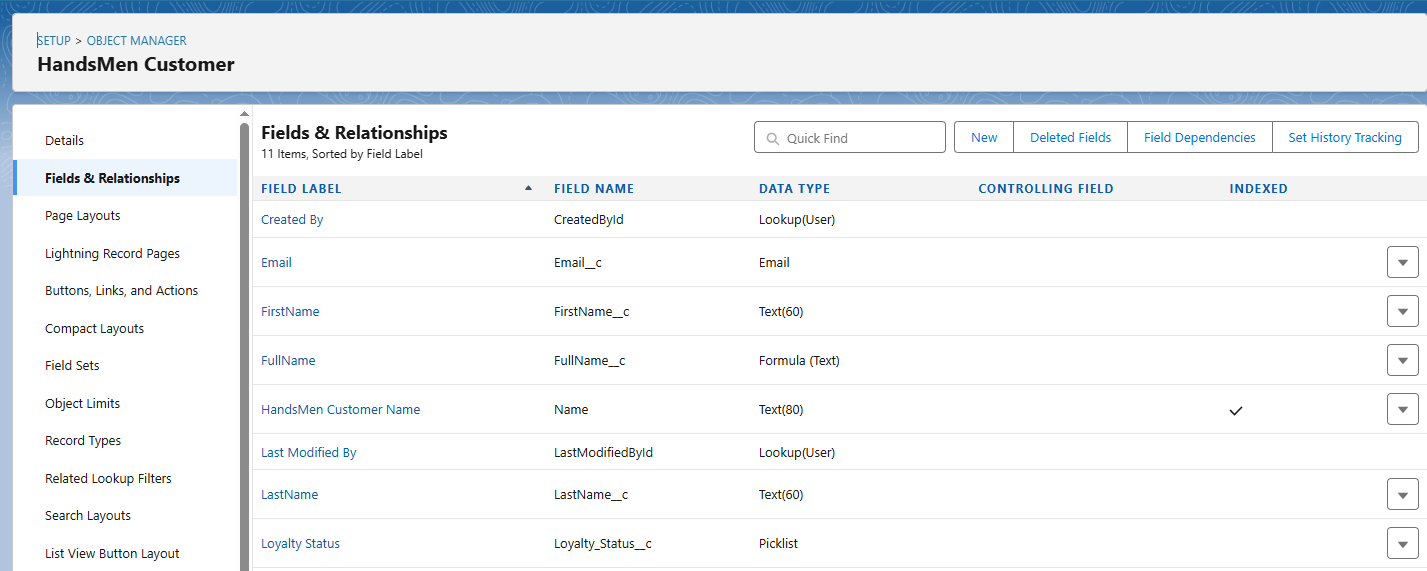 SETUP > OBJECT MANAGER
HandsMen Customer
Details
Fields & Relationships
Page Layouts
Lightning Record Pages
Buttons, Links, and Actions
Compact Layouts
Field Sets
Object Limits
Record Types
Related Lookup Filters
Search Layouts
List View Button Layout
Fields & Relationships
11 Items, Sorted by Field Label
Quick Find
New Deleted Fields Field Dependencies Set History Tracking
FIELD LABEL FIELD NAME DATA TYPE CONTROLLING FIELD INDEXED
Created By CreatedById Lookup(User)
Email Email__c Email
FirstName FirstName__c Text(60)
FullName FullName__c Formula (Text)
HandsMen Customer Name Name Text(80)
Last Modified By LastModifiedById Lookup(User)
LastName LastName__c Text(60)
Loyalty Status Loyalty_Status__c Picklist